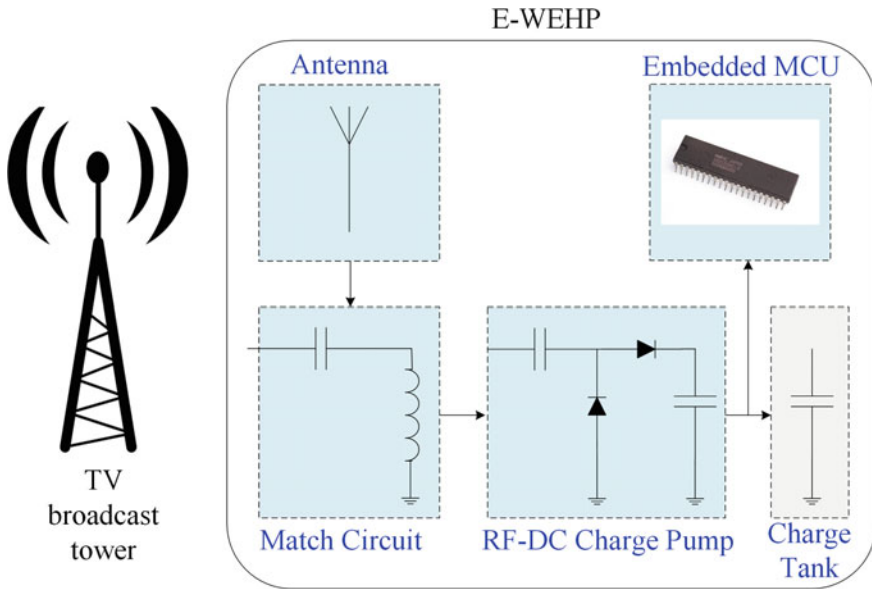 E-WEHP
Antenna
Embedded MCU
TV
broadcast
tower
Match Circuit
RF-DC Charge Pump
Charge
Tank